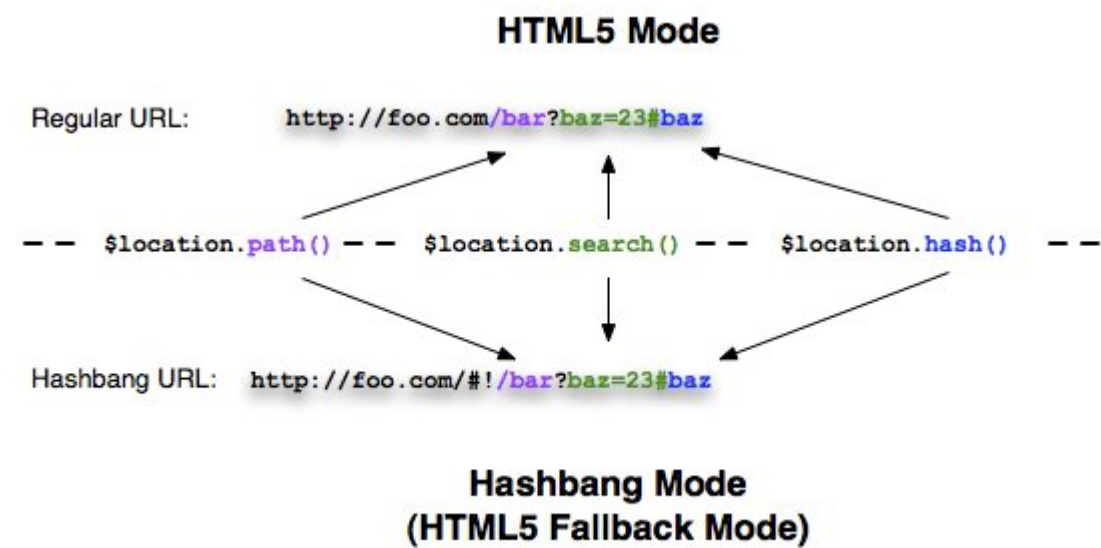 HTML5 Mode
Regular URL: http://foo.com/bar?baz=23#baz
$location.path() $location.search() $location.hash()
Hashbang URL: http://foo.com/#!/bar?baz=23#baz
Hashbang Mode
(HTML5 Fallback Mode)